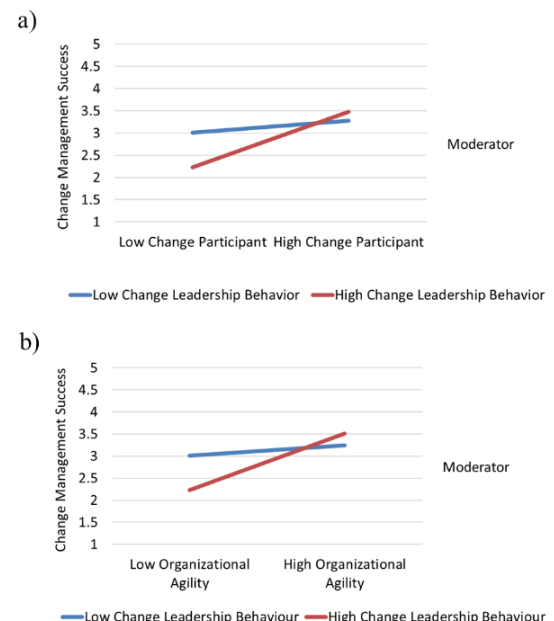 a)
Change Management Success
5
4.5
4
3.5
3
2.5
2
1.5
1
Low Change Participant High Change Participant
Moderator
Low Change Leadership Behavior High Change Leadership Behavior
b)
Change Management Success
5
4.5
4
3.5
3
2.5
2
1.5
1
Low Organizational High Organizational
Agility Agility
Moderator
Low Change Leadership Behaviour High Change Leadership Behaviour